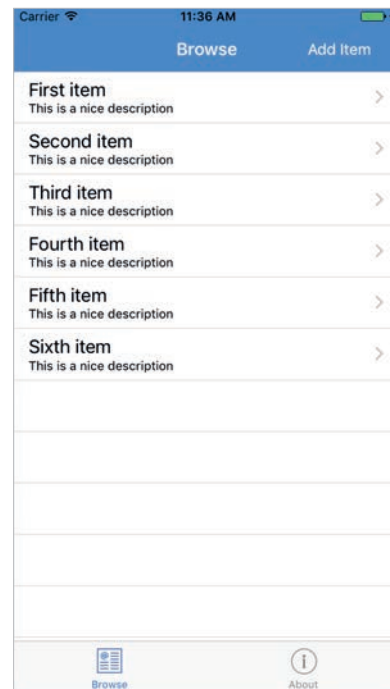 Carrier 11:36 AM
Browse Add Item
First item
This is a nice description
Second item
This is a nice description
Third item
This is a nice description
Fourth item
This is a nice description
Fifth item
This is a nice description
Sixth item
This is a nice description
Browse About